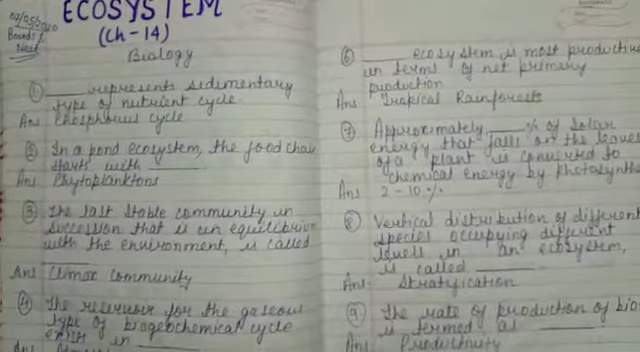 ECOSYSTEM
(Ch-14)
Biology
Boards &
Neet
① ____ represents sedimentary
type of nutrient cycle
Ans Phosphorous cycle
② In a pond ecosystem, the food chain
starts with ____
Ans Phytoplanktons
③ The last stable community in
succession that is in equilibrium
with the environment, is called
____
Ans Climax community
④ The reservoir for the gaseous
type of biogeochemical cycle
exist in ____
Ans
⑥ ____ ecosystem is most productive
in terms of net primary
production
Ans Tropical Rainforests
⑦ Approximately ____ % of solar
energy that falls on the leaves
of a plant is converted to
chemical energy by photosynthe
Ans 2-10%
⑧ Vertical distribution of different
species occupying different
levels in an ecosystem,
is called ____
Ans Stratification
⑨ The rate of production of bio
is termed as ____
Ans Productivity